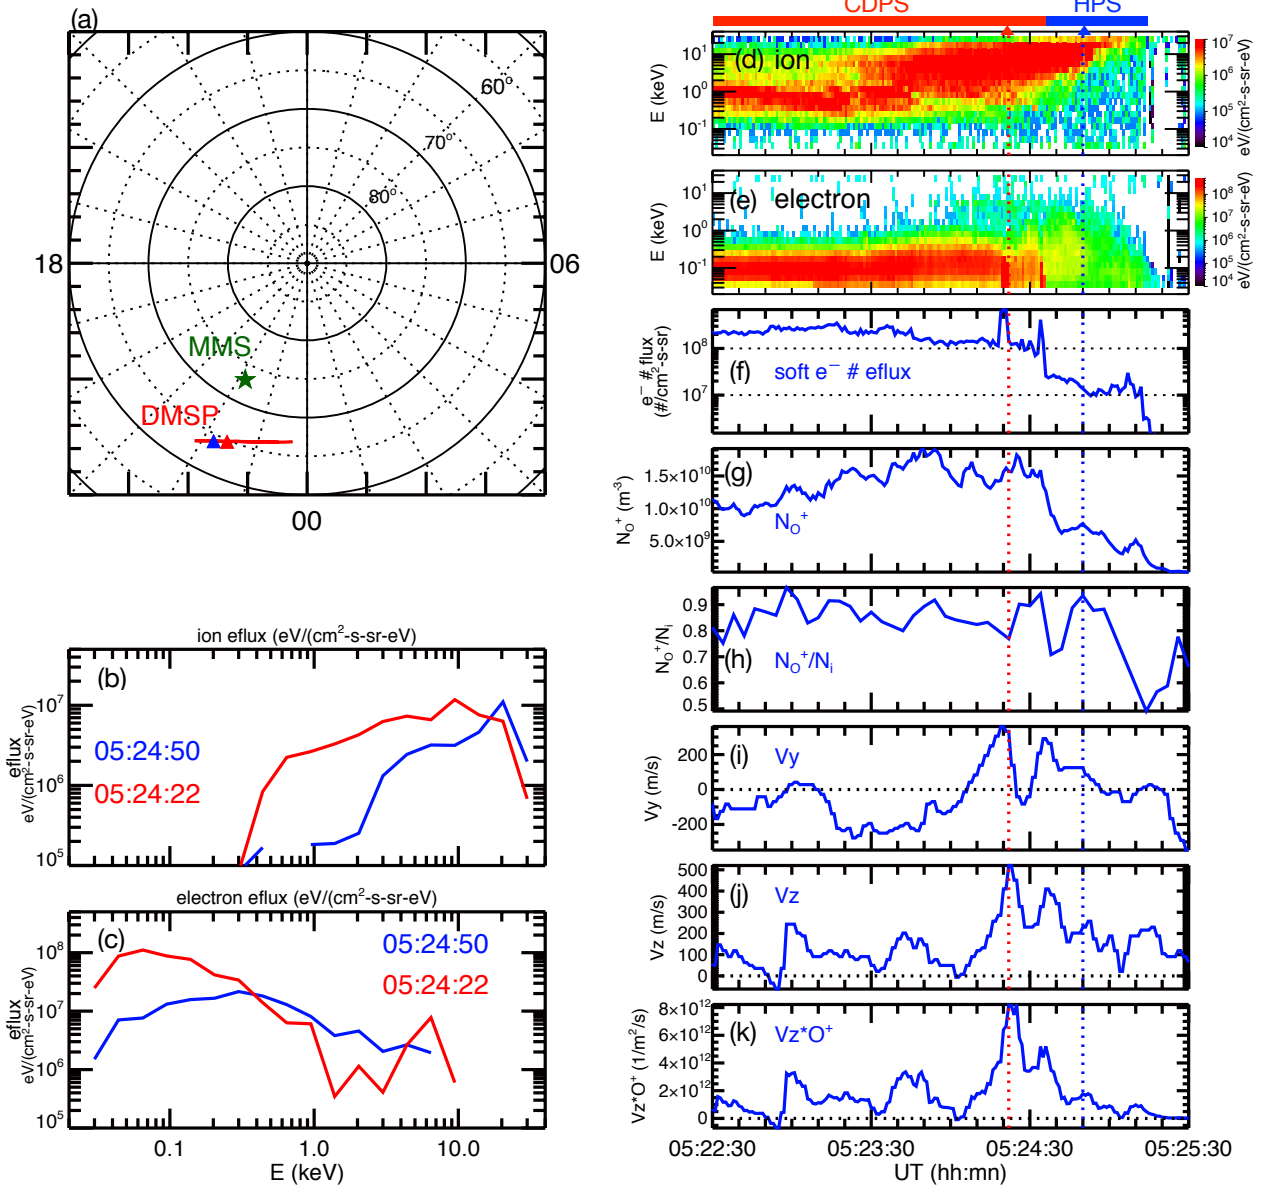 (a)
60°
70°
80°
18
06
MMS
DMSP
00
ion eflux (eV/(cm²-s-sr-eV)
(b)
10⁷
10⁶
10⁵
eflux
eV/(cm²-s-sr-eV)
05:24:50
05:24:22
electron eflux (eV/(cm²-s-sr-eV)
(c)
10⁸
10⁷
10⁶
10⁵
eflux
eV/(cm²-s-sr-eV)
05:24:50
05:24:22
0.1
1.0
10.0
E (keV)
CDPS
HPS
(d) ion
E (keV)
10¹
10⁰
10⁻¹
10⁷
10⁶
10⁵
10⁴
eV/(cm²-s-sr-eV)
(e) electron
E (keV)
10¹
10⁰
10⁻¹
10⁸
10⁷
10⁶
10⁵
10⁴
eV/(cm²-s-sr-eV)
(f)
soft e⁻ # eflux
e⁻ # flux
(#/cm²-s-sr)
10⁸
10⁷
(g)
N_O⁺
N_O⁺ (m⁻³)
1.5×10¹⁰
1.0×10¹⁰
5.0×10⁹
(h)
N_O⁺/N_i
N_O⁺/N_i
0.9
0.8
0.7
0.6
0.5
(i)
Vy
Vy (m/s)
200
0
-200
(j)
Vz
Vz (m/s)
500
400
300
200
100
0
(k)
Vz*O⁺
Vz*O⁺ (1/m²/s)
8×10¹²
6×10¹²
4×10¹²
2×10¹²
0
05:22:30
05:23:30
05:24:30
05:25:30
UT (hh:mn)